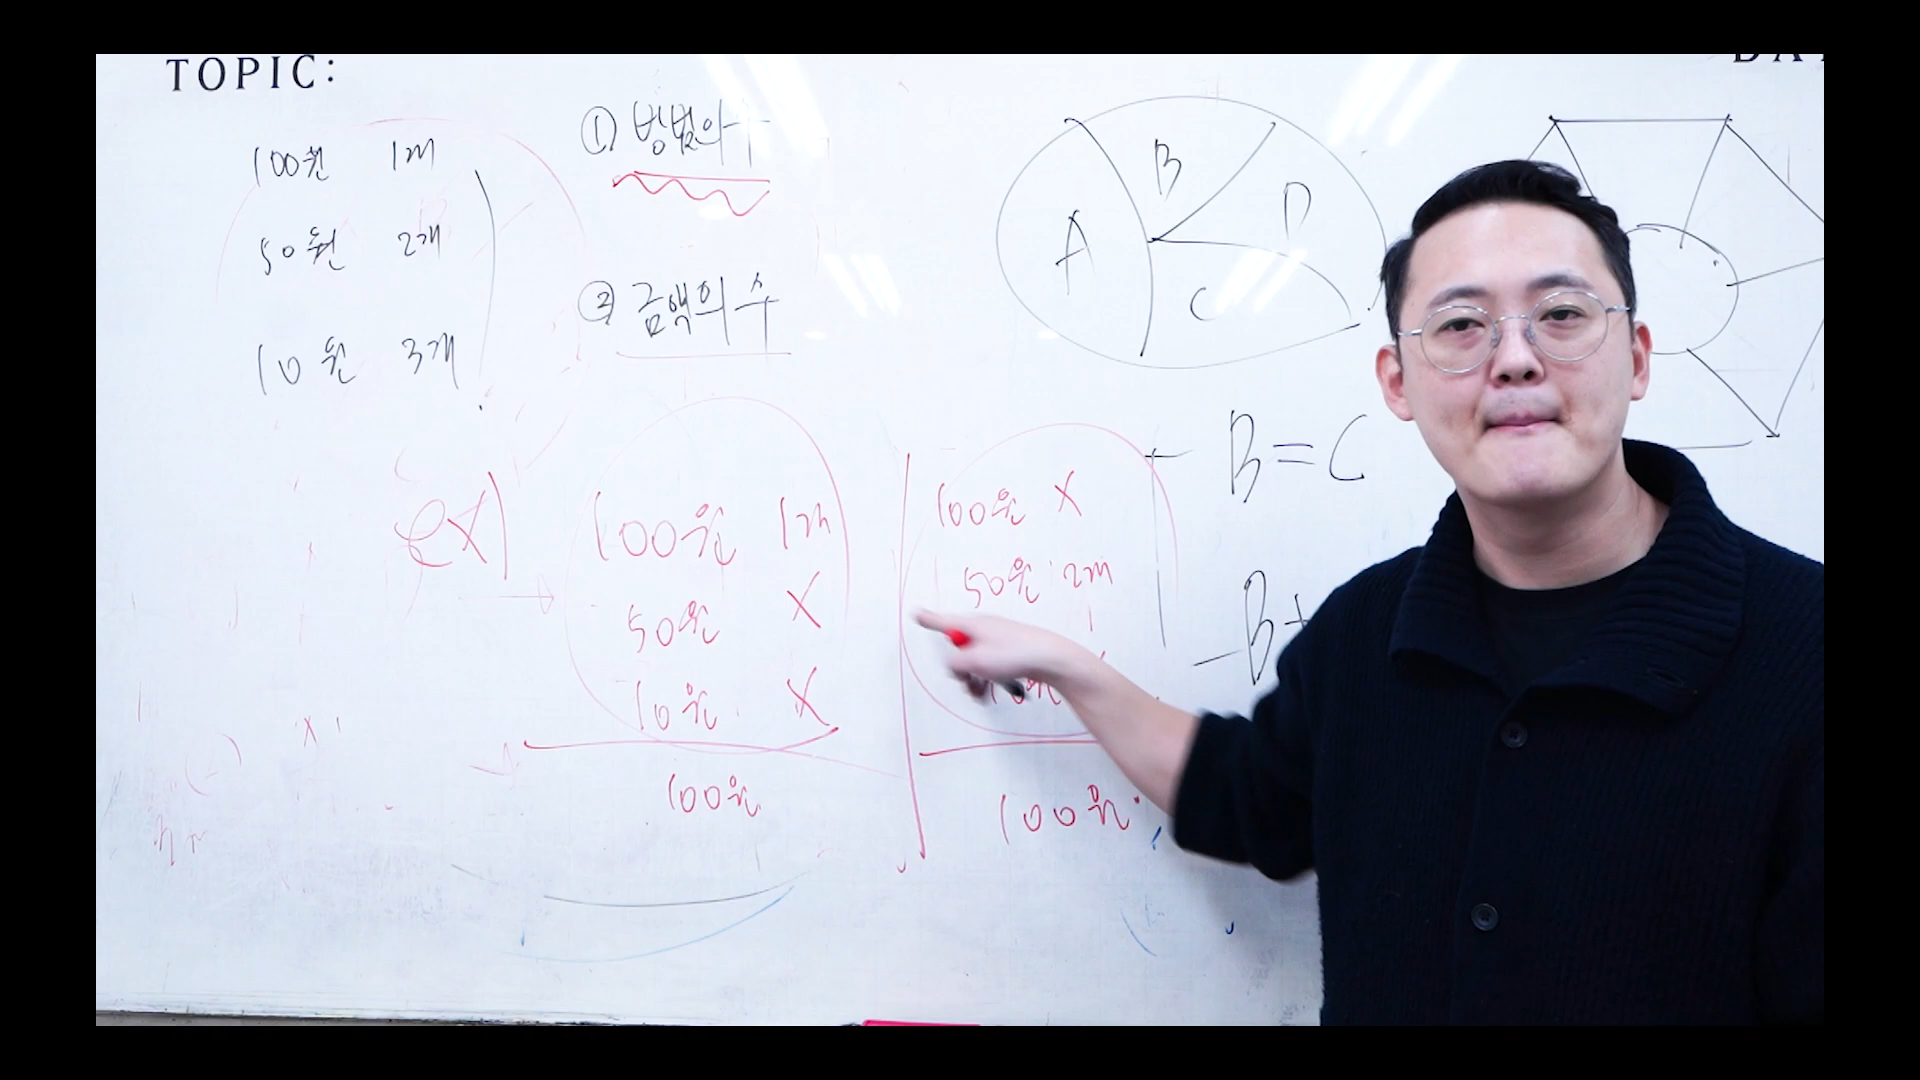 TOPIC:
100원 1개
50원 2개
10원 3개
① 방법의 수
② 금액의 수
A
B
C
D
ex)
100원 1개
50원 X
10원 X
100원
100원 X
50원 2개
100원
B=C